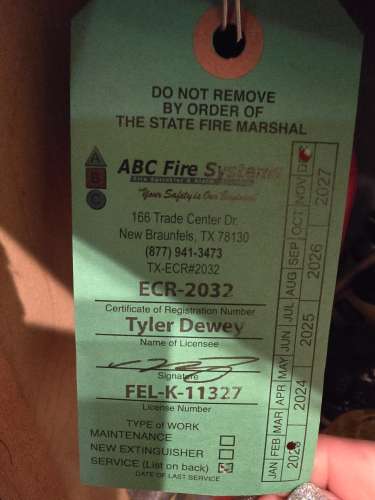 DO NOT REMOVE
BY ORDER OF
THE STATE FIRE MARSHAL
A
B
C
ABC Fire Systems
"Your Safety is Our Business"
166 Trade Center Dr.
New Braunfels, TX 78130
(877) 941-3473
TX-ECR#2032
ECR-2032
Certificate of Registration Number
Tyler Dewey
Name of Licensee
Signature
FEL-K-11327
License Number
TYPE OF WORK
MAINTENANCE
NEW EXTINGUISHER
SERVICE (List on back)
DATE OF LAST SERVICE
JAN FEB MAR APR MAY JUN JUL AUG SEP OCT NOV DEC
2023 2024 2025 2026 2027